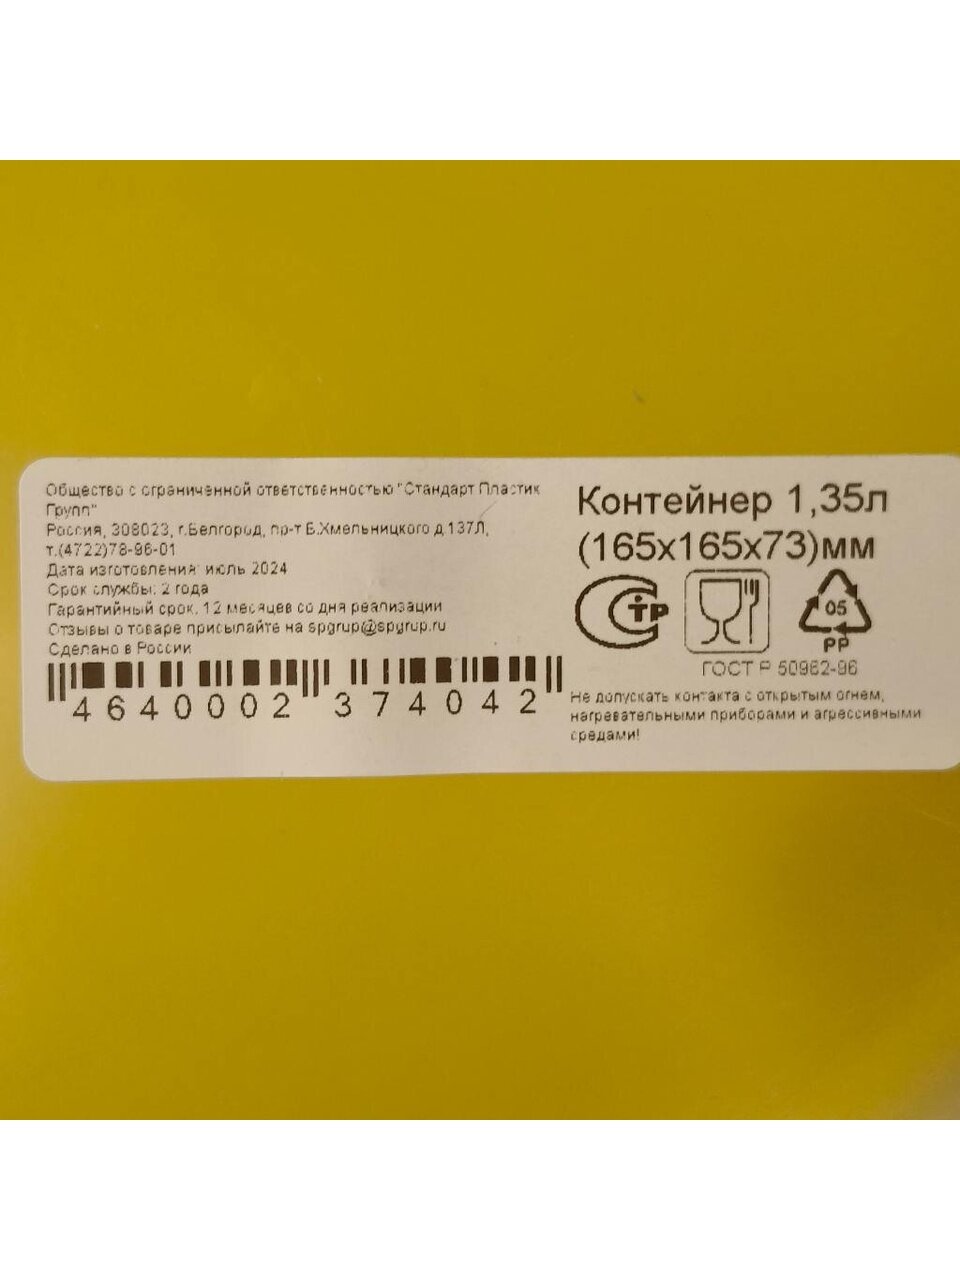 Общество с ограниченной ответственностью "Стандарт Пластик
Групп"
Россия, 308023, г.Белгород, пр-т Б.Хмельницкого д.137Л,
т.(4722)78-96-01
Дата изготовления: июль 2024
Срок службы: 2 года
Гарантийный срок: 12 месяцев со дня реализации
Отзывы о товаре присылайте на spgrup@spgrup.ru
Сделано в России
4640002 374042
Контейнер 1,35л
(165x165x73)мм
СТР
05
PP
ГОСТ Р 50962-96
Не допускать контакта с открытым огнем,
нагревательными приборами и агрессивными
средами!